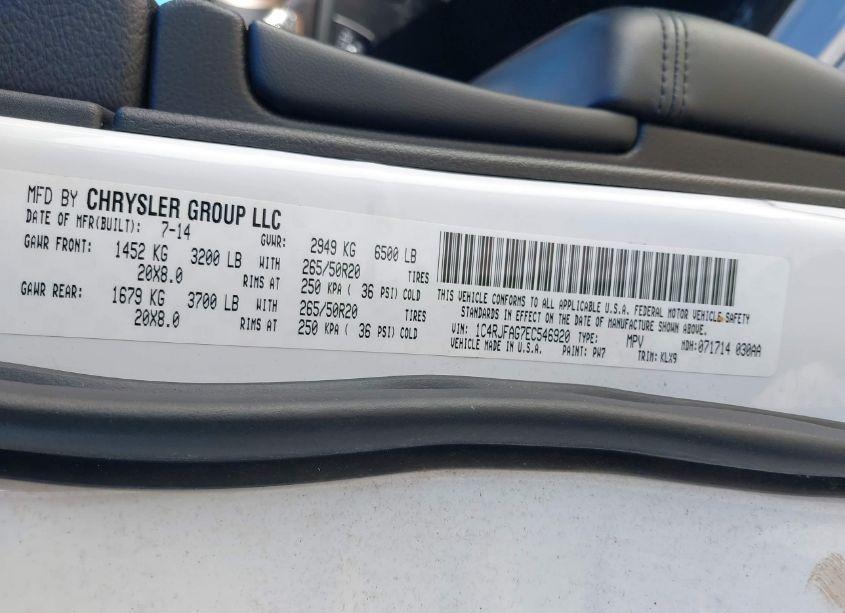 MFD BY CHRYSLER GROUP LLC
DATE OF MFR(BUILT): 7-14 GVWR: 2949 KG 6500 LB
GAWR FRONT: 1452 KG 3200 LB WITH 265/50R20 TIRES
20X8.0 RIMS AT 250 KPA ( 36 PSI) COLD
GAWR REAR: 1679 KG 3700 LB WITH 265/50R20 TIRES
20X8.0 RIMS AT 250 KPA ( 36 PSI) COLD
THIS VEHICLE CONFORMS TO ALL APPLICABLE U.S.A. FEDERAL MOTOR VEHICLE SAFETY
STANDARDS IN EFFECT ON THE DATE OF MANUFACTURE SHOWN ABOVE.
VIN: 1C4RJFAG7EC546920 TYPE: MPV MDH: 071714 030AA
VEHICLE MADE IN U.S.A. PAINT: PW7 TRIM: KLX9